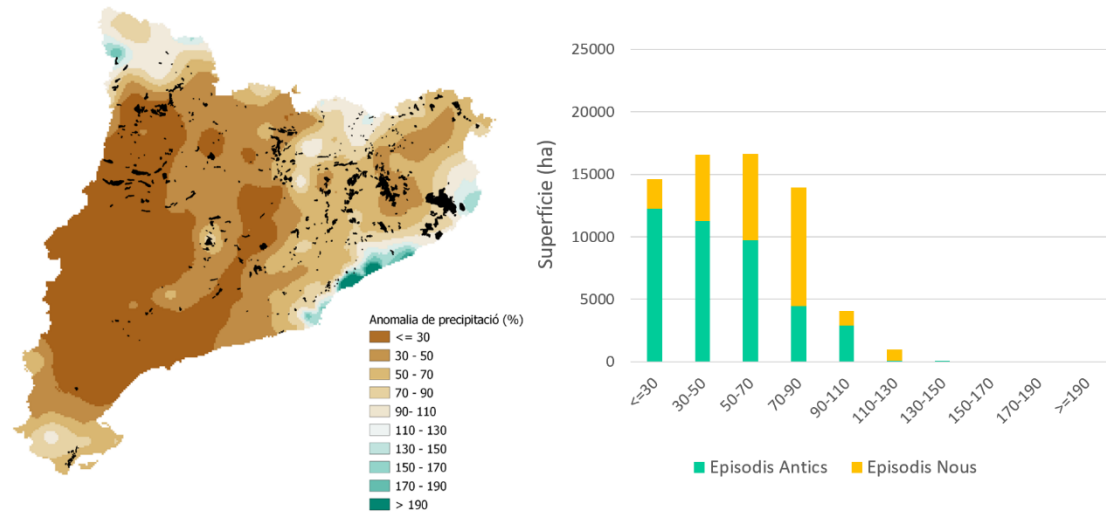 Anomalia de precipitació (%)
<= 30
30 - 50
50 - 70
70 - 90
90- 110
110 - 130
130 - 150
150 - 170
170 - 190
> 190
Superfície (ha)
25000
20000
15000
10000
5000
0
<=30
30-50
50-70
70-90
90-110
110-130
130-150
150-170
170-190
>=190
Episodis Antics
Episodis Nous